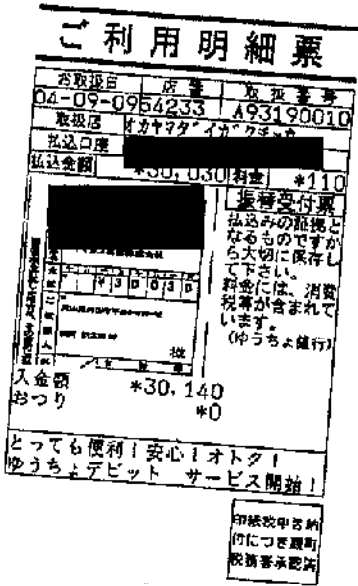 ご利用明細票
お取扱日 店番 取扱番号
04-09-09 54233 A93190010
取扱店 オカヤマダイガクキョウナイ
払込口座
払込金額 *30,030 料金 *110
振替受付票
払込みの証拠と
なるものですか
ら大切に保存し
て下さい。
料金には、消費
税等が含まれて
います。
(ゆうちょ銀行)
¥30030
入金額 *30,140
おつり *0
とっても便利!安心!オトク!
ゆうちょデビット サービス開始!
印紙税申告納
付につき麹町
税務署承認済